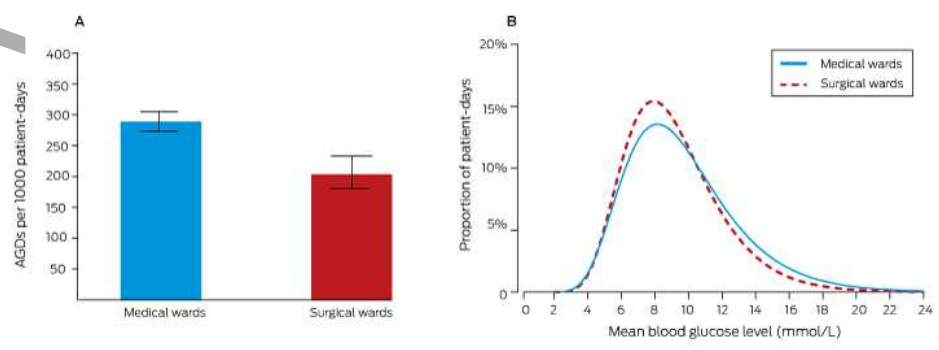 A
AGDs per 1000 patient-days
400
350
300
250
200
150
100
50
Medical wards
Surgical wards
B
Proportion of patient-days
20%
15%
10%
5%
0
Medical wards
Surgical wards
0 2 4 6 8 10 12 14 16 18 20 22 24
Mean blood glucose level (mmol/L)